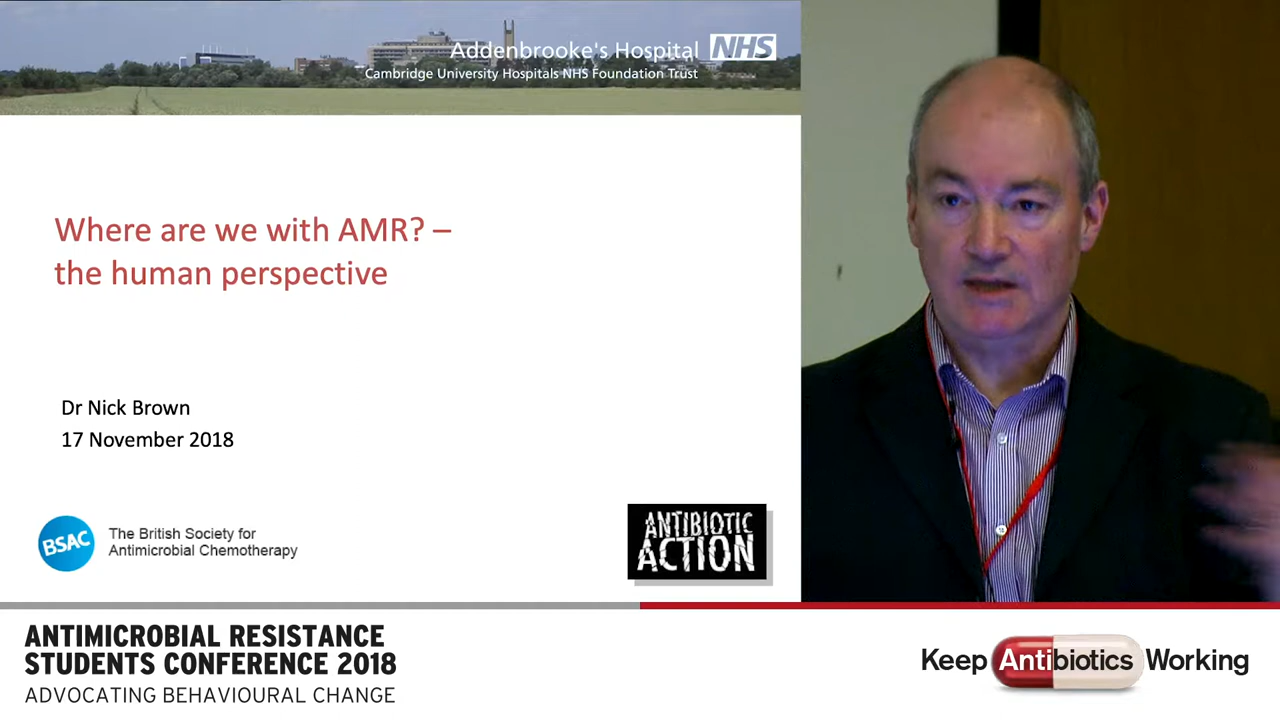 Addenbrooke's Hospital NHS
Cambridge University Hospitals NHS Foundation Trust
Where are we with AMR? –
the human perspective
Dr Nick Brown
17 November 2018
BSAC
The British Society for
Antimicrobial Chemotherapy
ANTIBIOTIC
ACTION
ANTIMICROBIAL RESISTANCE
STUDENTS CONFERENCE 2018
ADVOCATING BEHAVIOURAL CHANGE
Keep Antibiotics Working